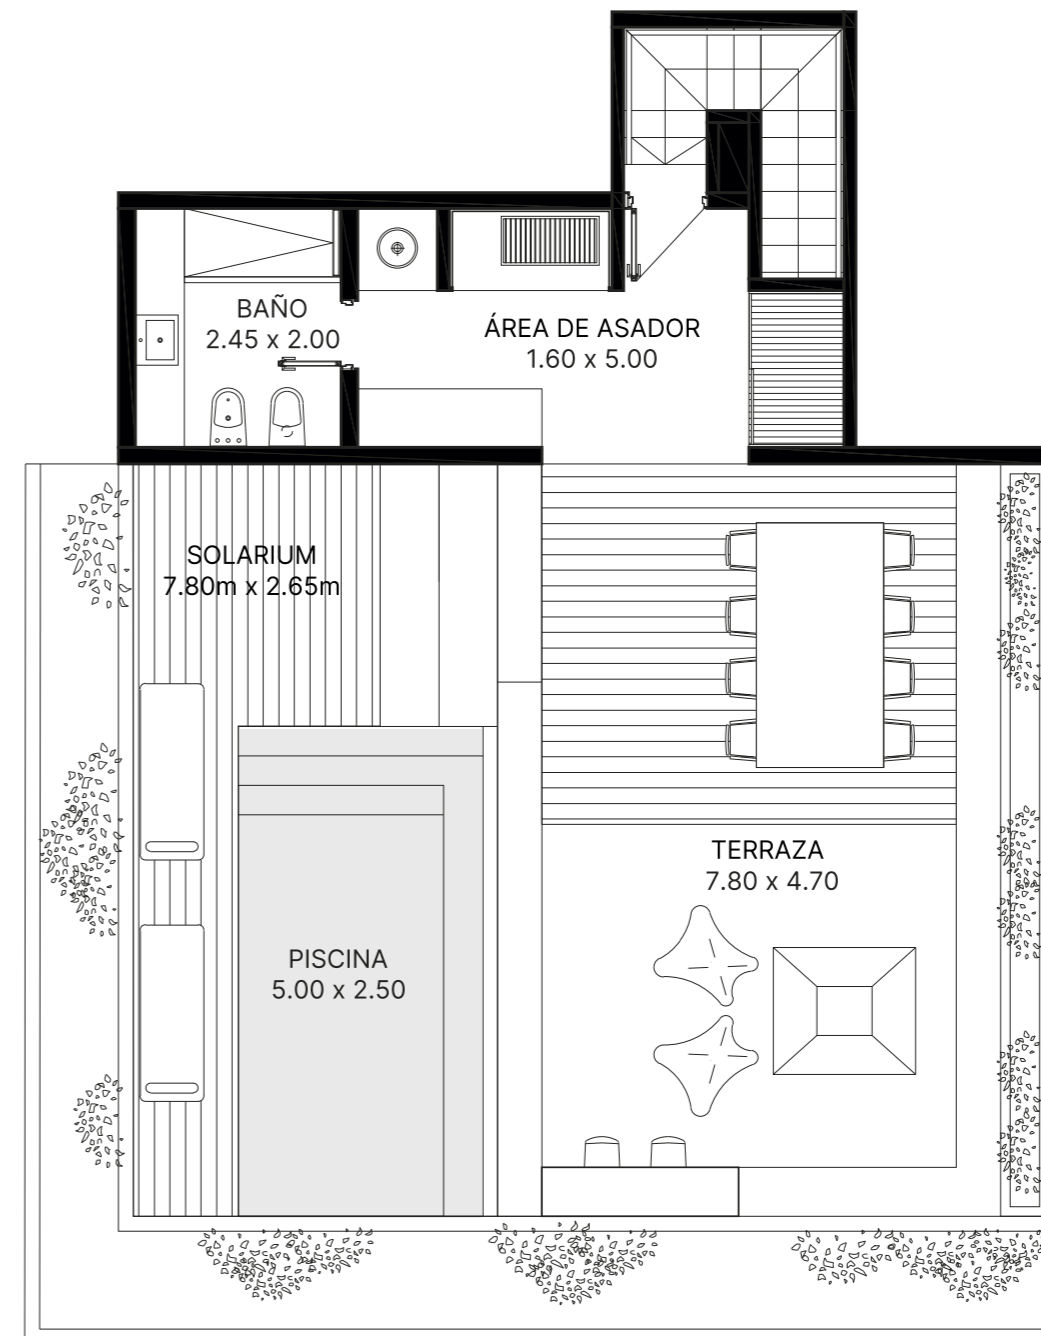 BAÑO
2.45 x 2.00
ÁREA DE ASADOR
1.60 x 5.00
SOLARIUM
7.80m x 2.65m
TERRAZA
7.80 x 4.70
PISCINA
5.00 x 2.50